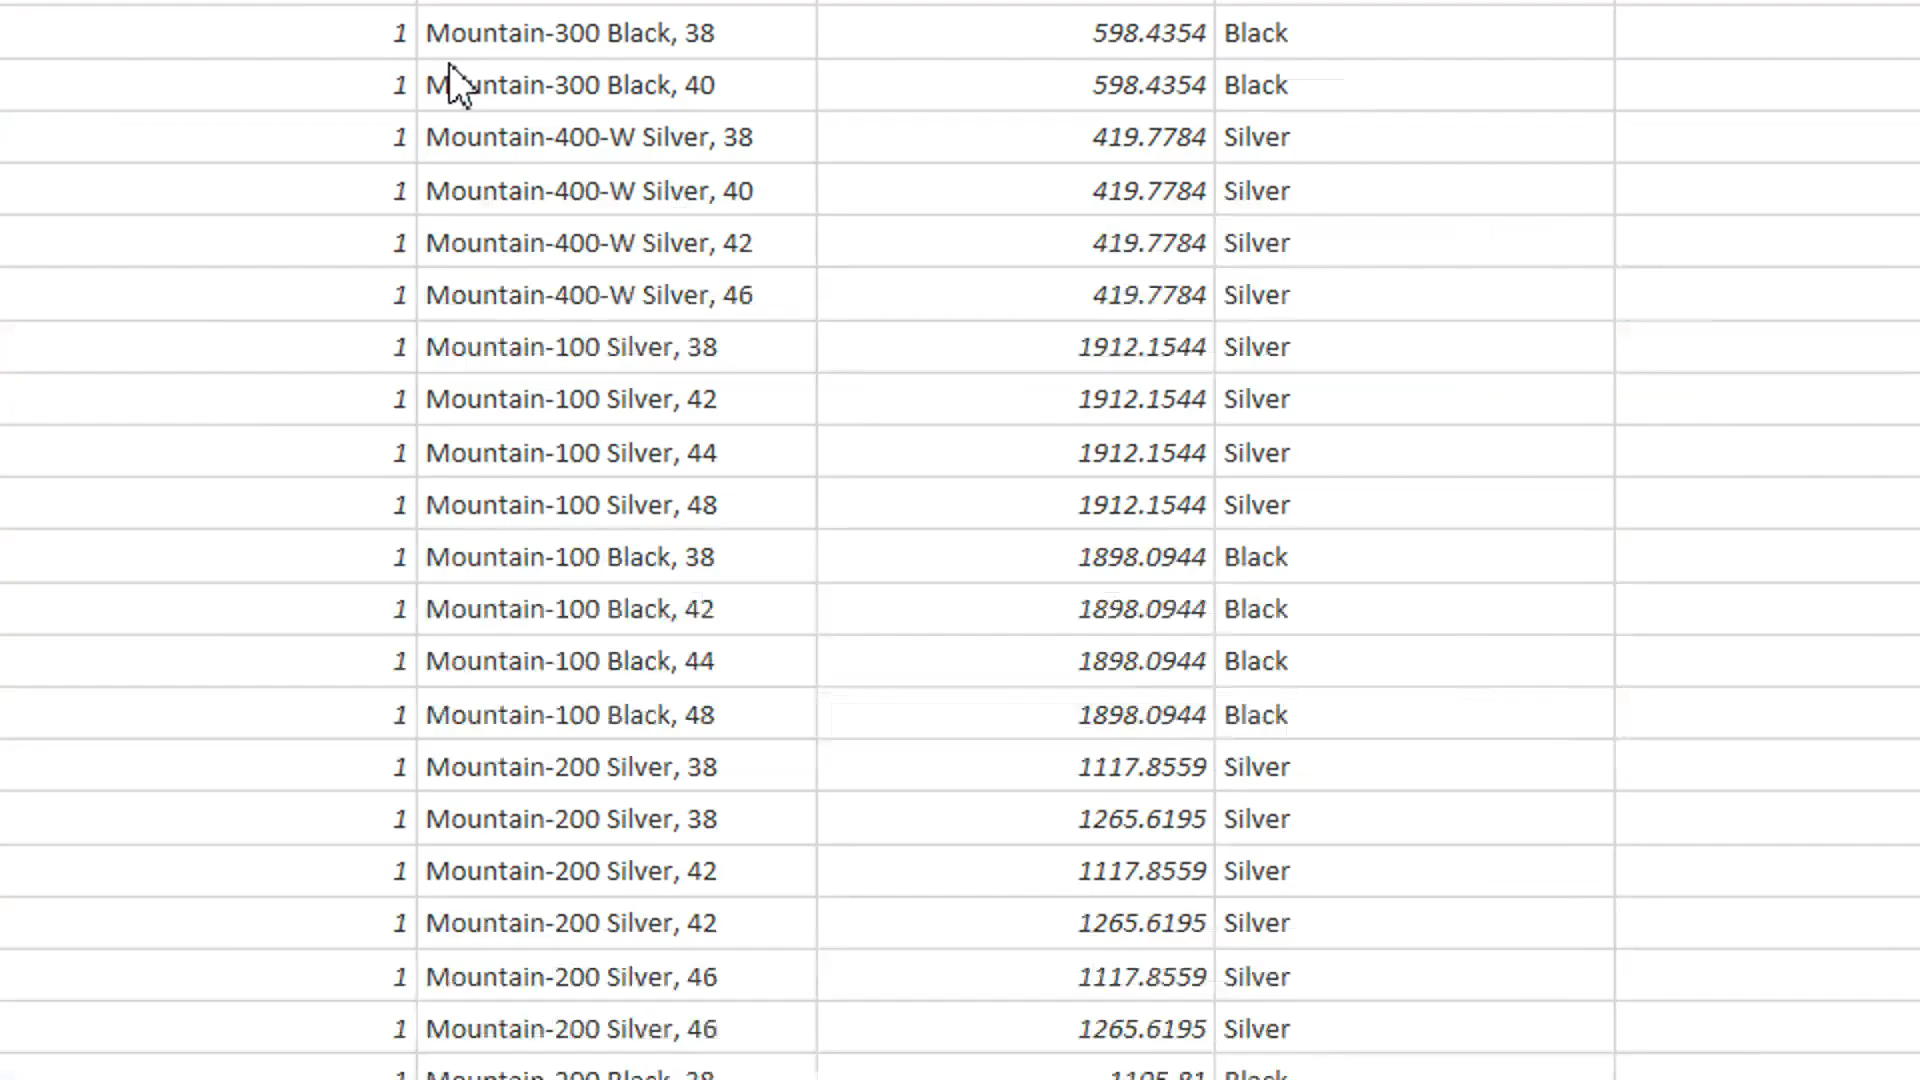 1 Mountain-300 Black, 38 598.4354 Black
1 Mountain-300 Black, 40 598.4354 Black
1 Mountain-400-W Silver, 38 419.7784 Silver
1 Mountain-400-W Silver, 40 419.7784 Silver
1 Mountain-400-W Silver, 42 419.7784 Silver
1 Mountain-400-W Silver, 46 419.7784 Silver
1 Mountain-100 Silver, 38 1912.1544 Silver
1 Mountain-100 Silver, 42 1912.1544 Silver
1 Mountain-100 Silver, 44 1912.1544 Silver
1 Mountain-100 Silver, 48 1912.1544 Silver
1 Mountain-100 Black, 38 1898.0944 Black
1 Mountain-100 Black, 42 1898.0944 Black
1 Mountain-100 Black, 44 1898.0944 Black
1 Mountain-100 Black, 48 1898.0944 Black
1 Mountain-200 Silver, 38 1117.8559 Silver
1 Mountain-200 Silver, 38 1265.6195 Silver
1 Mountain-200 Silver, 42 1117.8559 Silver
1 Mountain-200 Silver, 42 1265.6195 Silver
1 Mountain-200 Silver, 46 1117.8559 Silver
1 Mountain-200 Silver, 46 1265.6195 Silver
1 Mountain-200 Black, 38 1105.81 Black